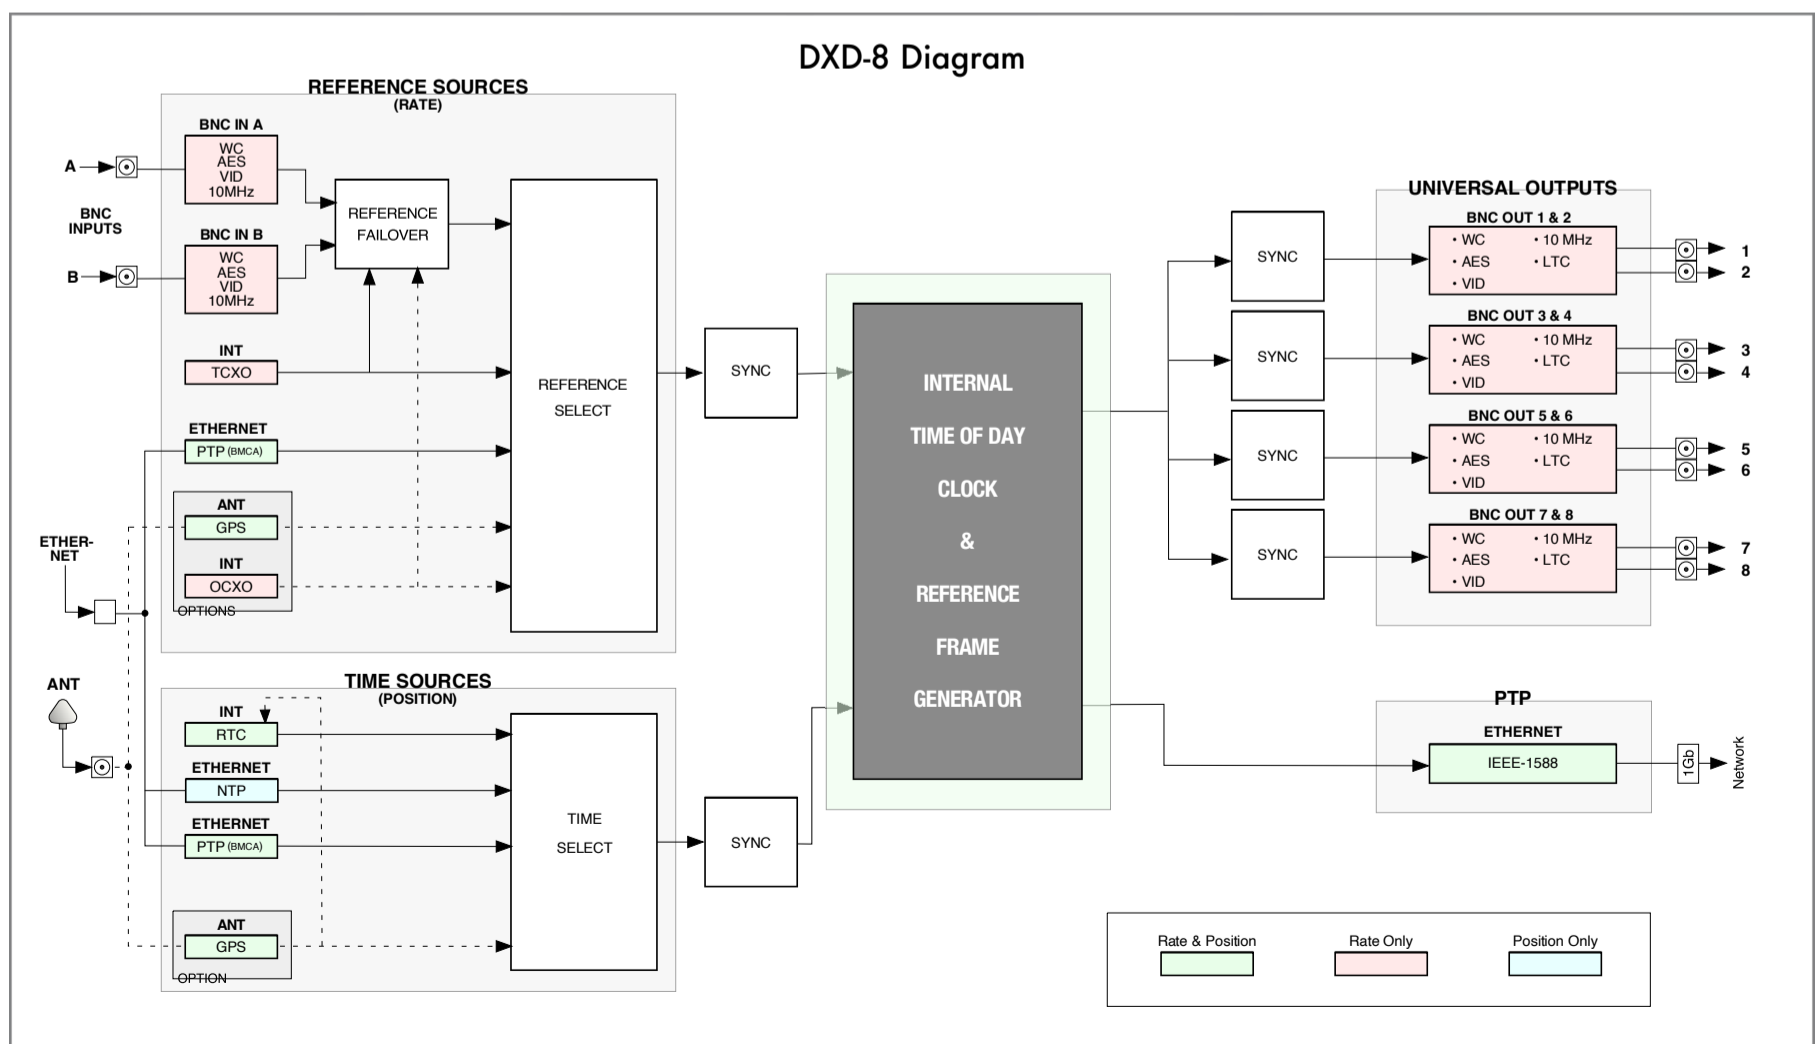 DXD-8 Diagram
REFERENCE SOURCES
(RATE)
BNC IN A
WC
AES
VID
10MHz
A
BNC
INPUTS
BNC IN B
WC
AES
VID
10MHz
B
REFERENCE
FAILOVER
INT
TCXO
ETHERNET
PTP (BMCA)
ANT
GPS
INT
OCXO
OPTIONS
REFERENCE
SELECT
SYNC
ETHER-
NET
ANT
TIME SOURCES
(POSITION)
INT
RTC
ETHERNET
NTP
ETHERNET
PTP (BMCA)
ANT
GPS
OPTION
TIME
SELECT
SYNC
INTERNAL
TIME OF DAY
CLOCK
&
REFERENCE
FRAME
GENERATOR
SYNC
SYNC
SYNC
SYNC
UNIVERSAL OUTPUTS
BNC OUT 1 & 2
• WC • 10 MHz
• AES • LTC
• VID
1
2
BNC OUT 3 & 4
• WC • 10 MHz
• AES • LTC
• VID
3
4
BNC OUT 5 & 6
• WC • 10 MHz
• AES • LTC
• VID
5
6
BNC OUT 7 & 8
• WC • 10 MHz
• AES • LTC
• VID
7
8
PTP
ETHERNET
IEEE-1588
1Gb
Network
Rate & Position
Rate Only
Position Only